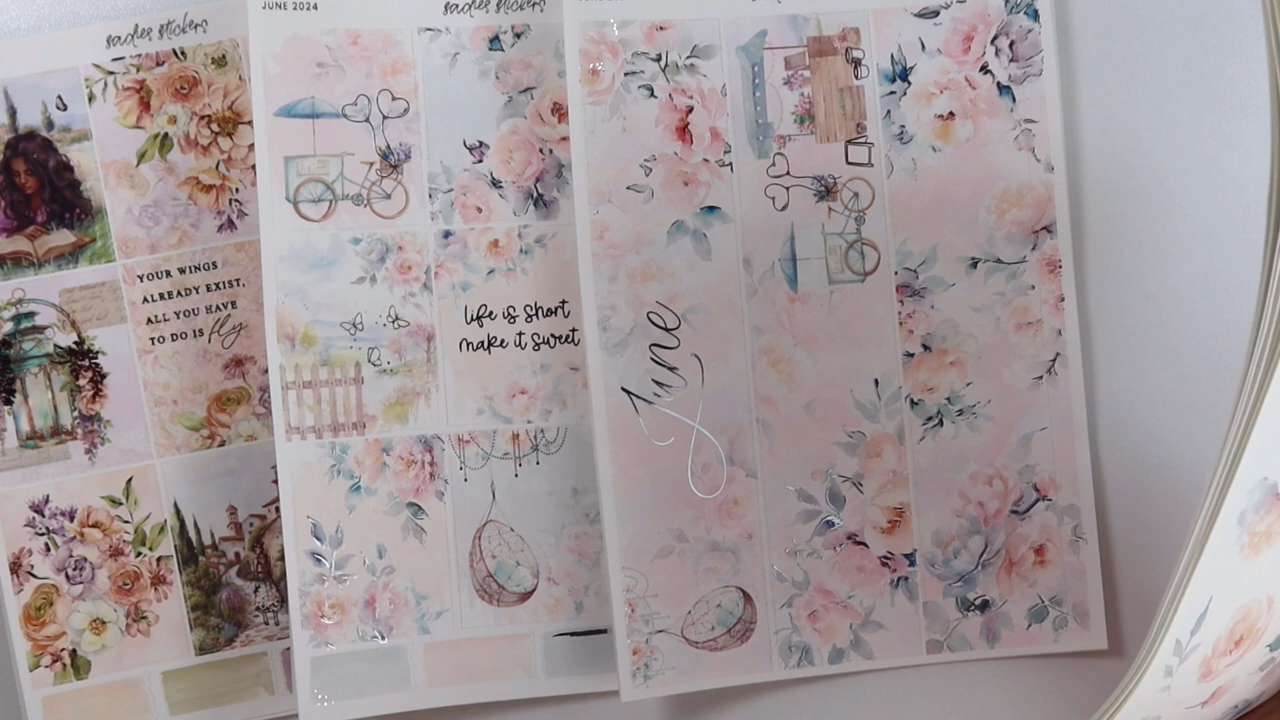 JUNE 2024
sadies stickers
sadies stickers
YOUR WINGS
ALREADY EXIST,
ALL YOU HAVE
TO DO IS fly
life is short
make it sweet
June